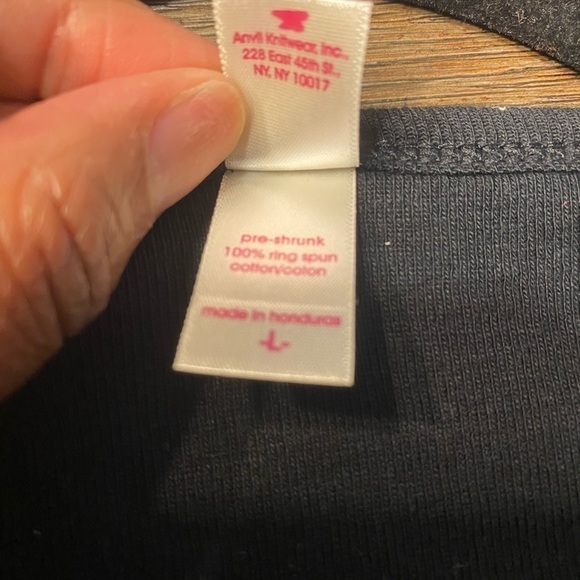 Anvil Knitwear, Inc.,
228 East 45th St.,
NY, NY 10017
pre-shrunk
100% ring spun
cotton/coton
made in honduras
-L-